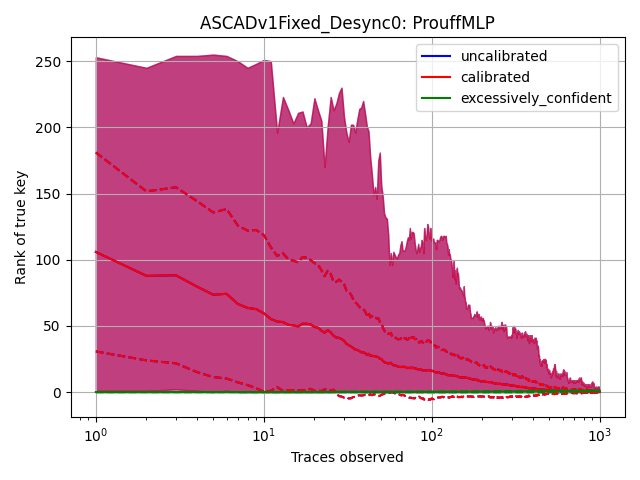 ASCADv1Fixed_Desync0: ProuffMLP
uncalibrated
calibrated
excessively_confident
Rank of true key
250
200
150
100
50
0
10⁰
10¹
10²
10³
Traces observed